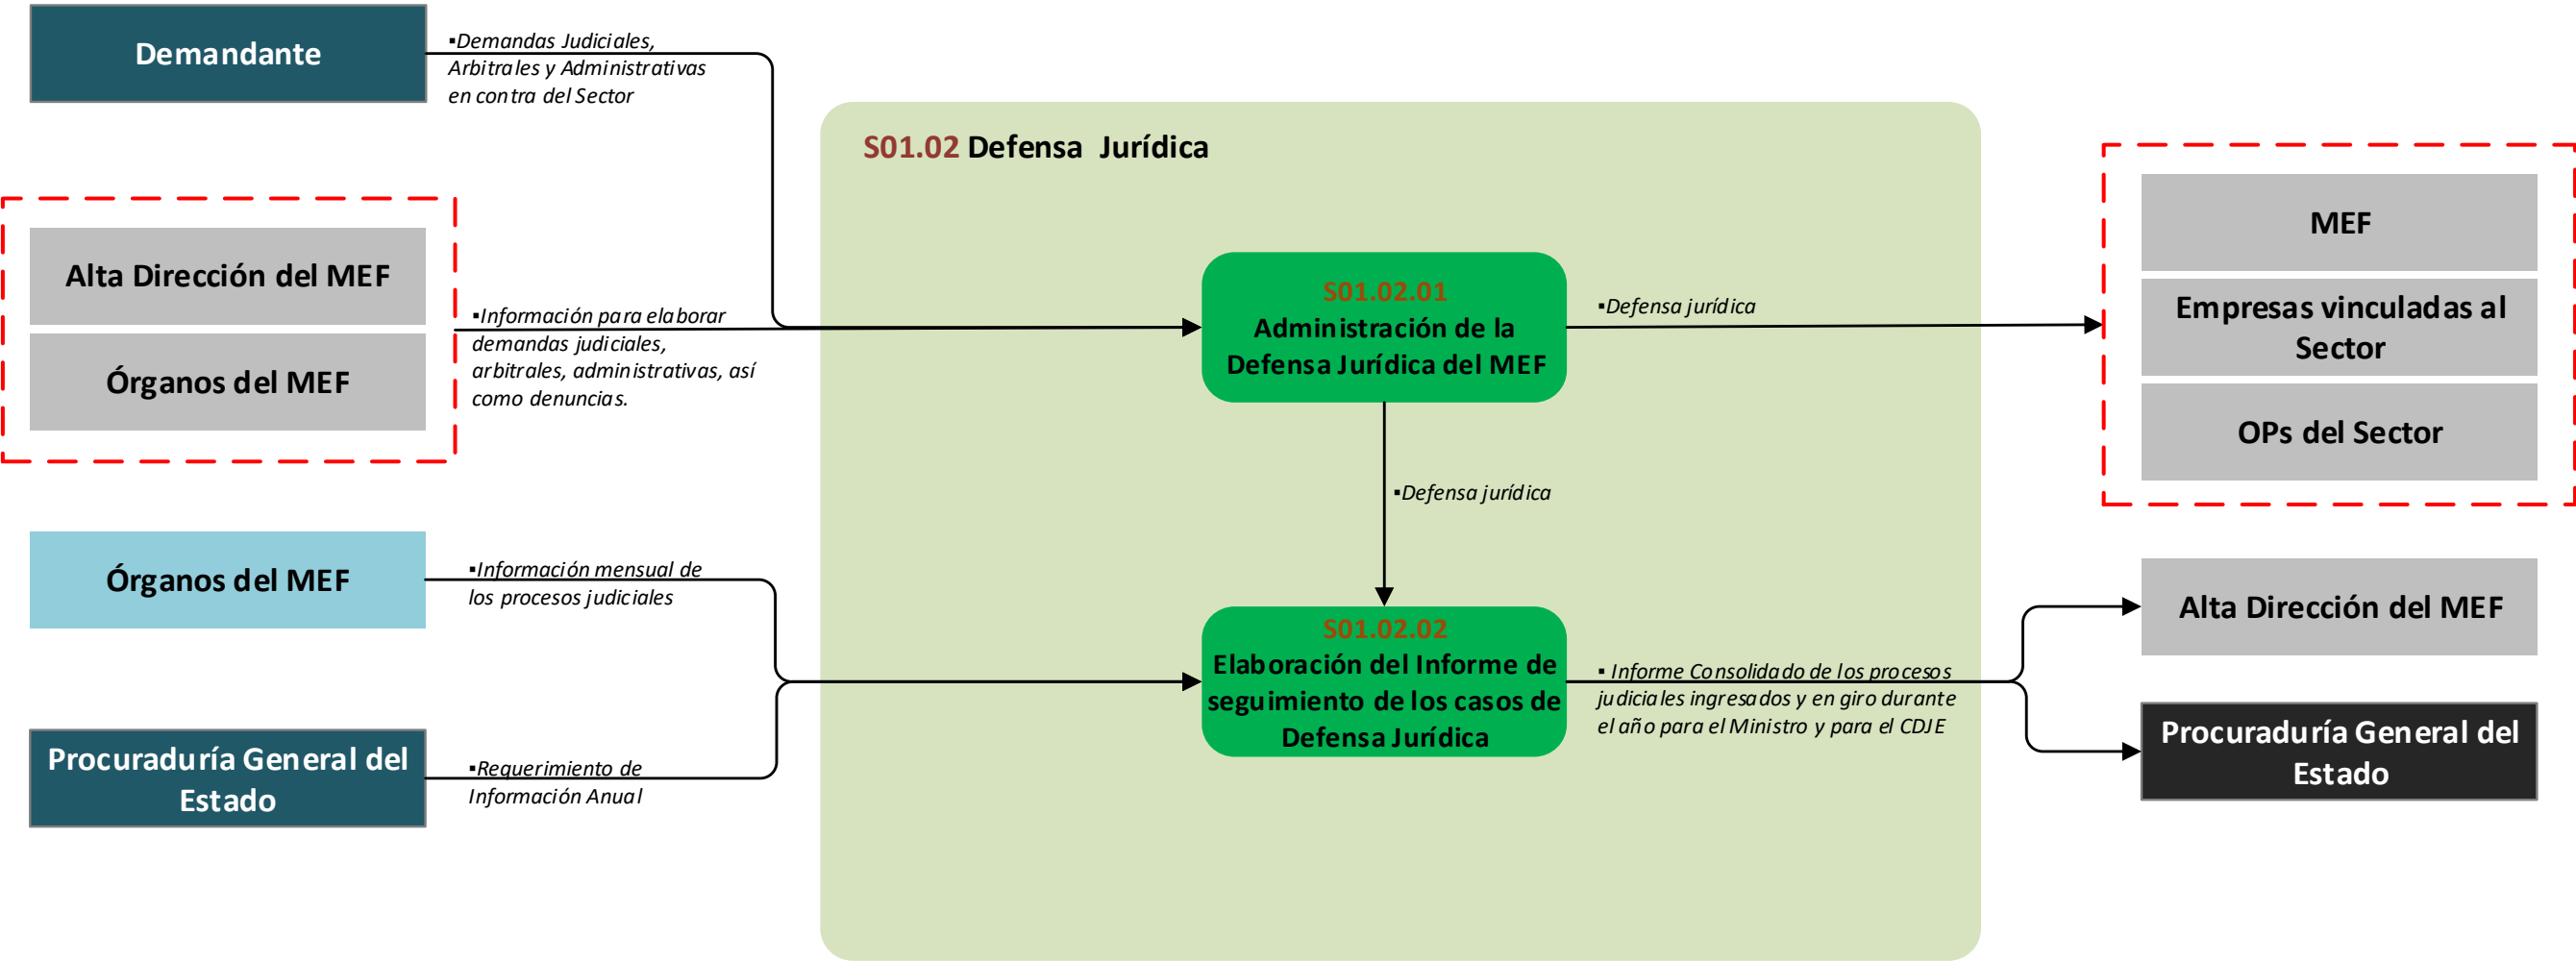 Demandante
▪Demandas Judiciales,
Arbitrales y Administrativas
en contra del Sector
Alta Dirección del MEF
Órganos del MEF
▪Información para elaborar
demandas judiciales,
arbitrales, administrativas, así
como denuncias.
Órganos del MEF
▪Información mensual de
los procesos judiciales
Procuraduría General del
Estado
▪Requerimiento de
Información Anual
S01.02 Defensa Jurídica
S01.02.01
Administración de la
Defensa Jurídica del MEF
▪Defensa jurídica
▪Defensa jurídica
S01.02.02
Elaboración del Informe de
seguimiento de los casos de
Defensa Jurídica
▪ Informe Consolidado de los procesos
judiciales ingresados y en giro durante
el año para el Ministro y para el CDJE
MEF
Empresas vinculadas al
Sector
OPs del Sector
Alta Dirección del MEF
Procuraduría General del
Estado